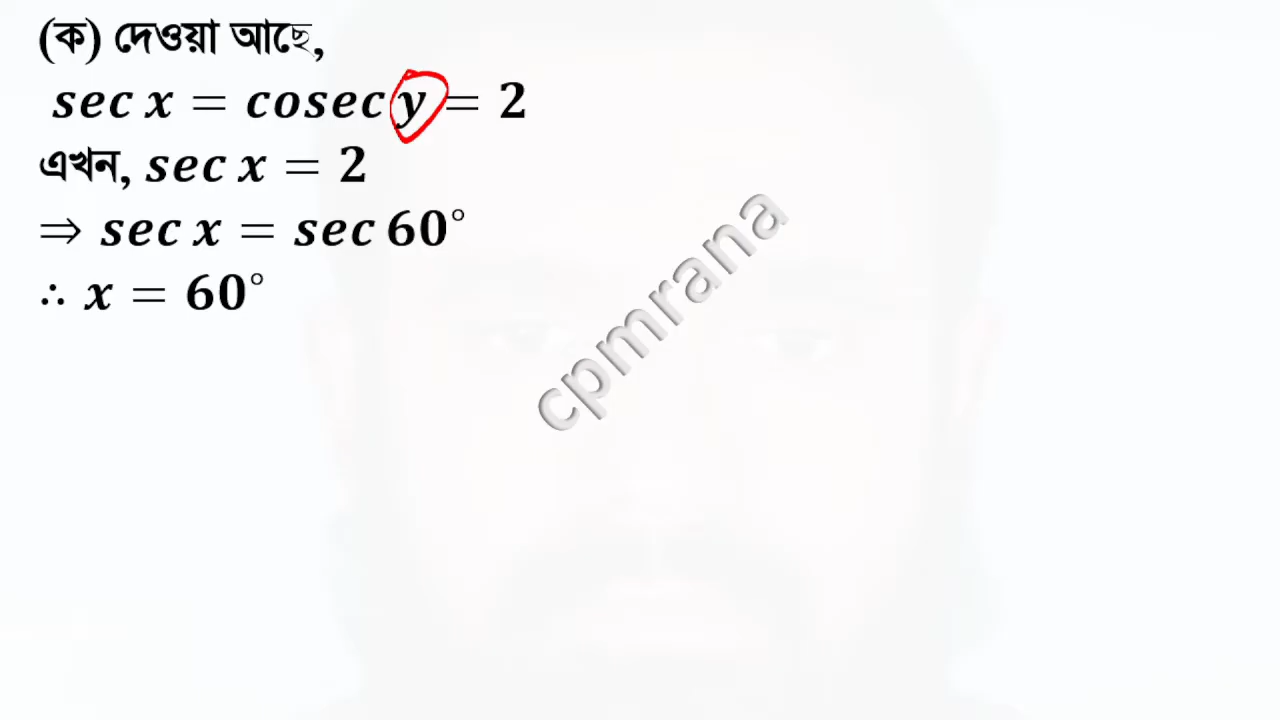 (ক) দেওয়া আছে,
sec x = cosec y = 2
এখন, sec x = 2
⇒ sec x = sec 60°
∴ x = 60°
cpmrana